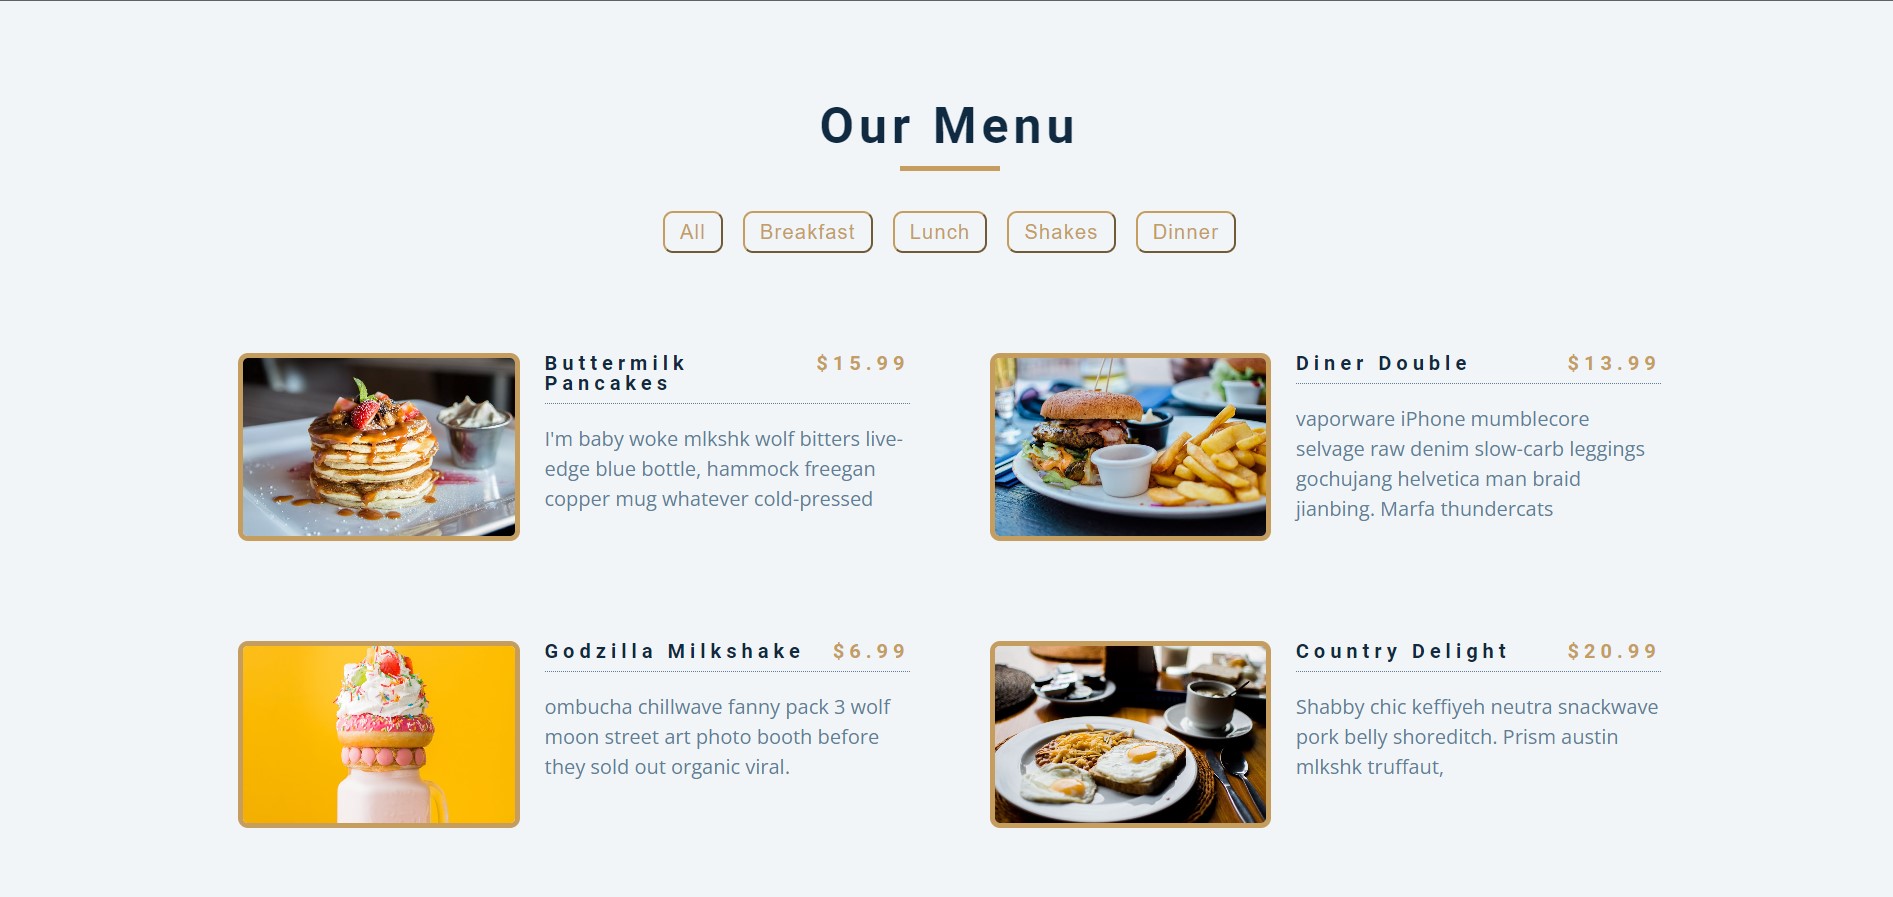 Our Menu
All Breakfast Lunch Shakes Dinner
Buttermilk $15.99
Pancakes
I'm baby woke mlkshk wolf bitters live-
edge blue bottle, hammock freegan
copper mug whatever cold-pressed
Diner Double $13.99
vaporware iPhone mumblecore
selvage raw denim slow-carb leggings
gochujang helvetica man braid
jianbing. Marfa thundercats
Godzilla Milkshake $6.99
ombucha chillwave fanny pack 3 wolf
moon street art photo booth before
they sold out organic viral.
Country Delight $20.99
Shabby chic keffiyeh neutra snackwave
pork belly shoreditch. Prism austin
mlkshk truffaut,